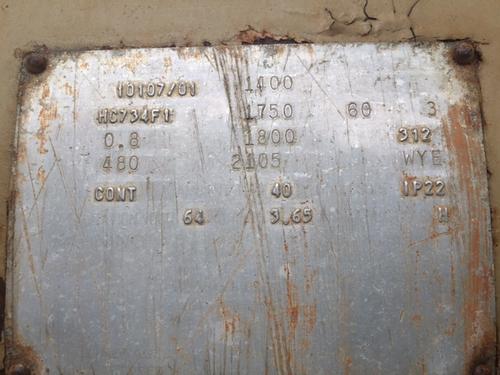 10107/01 1400
HC734F1 1750 60 3
0.8 1800 312
480 2105 WYE
CONT 40 IP22
64 3.65 H